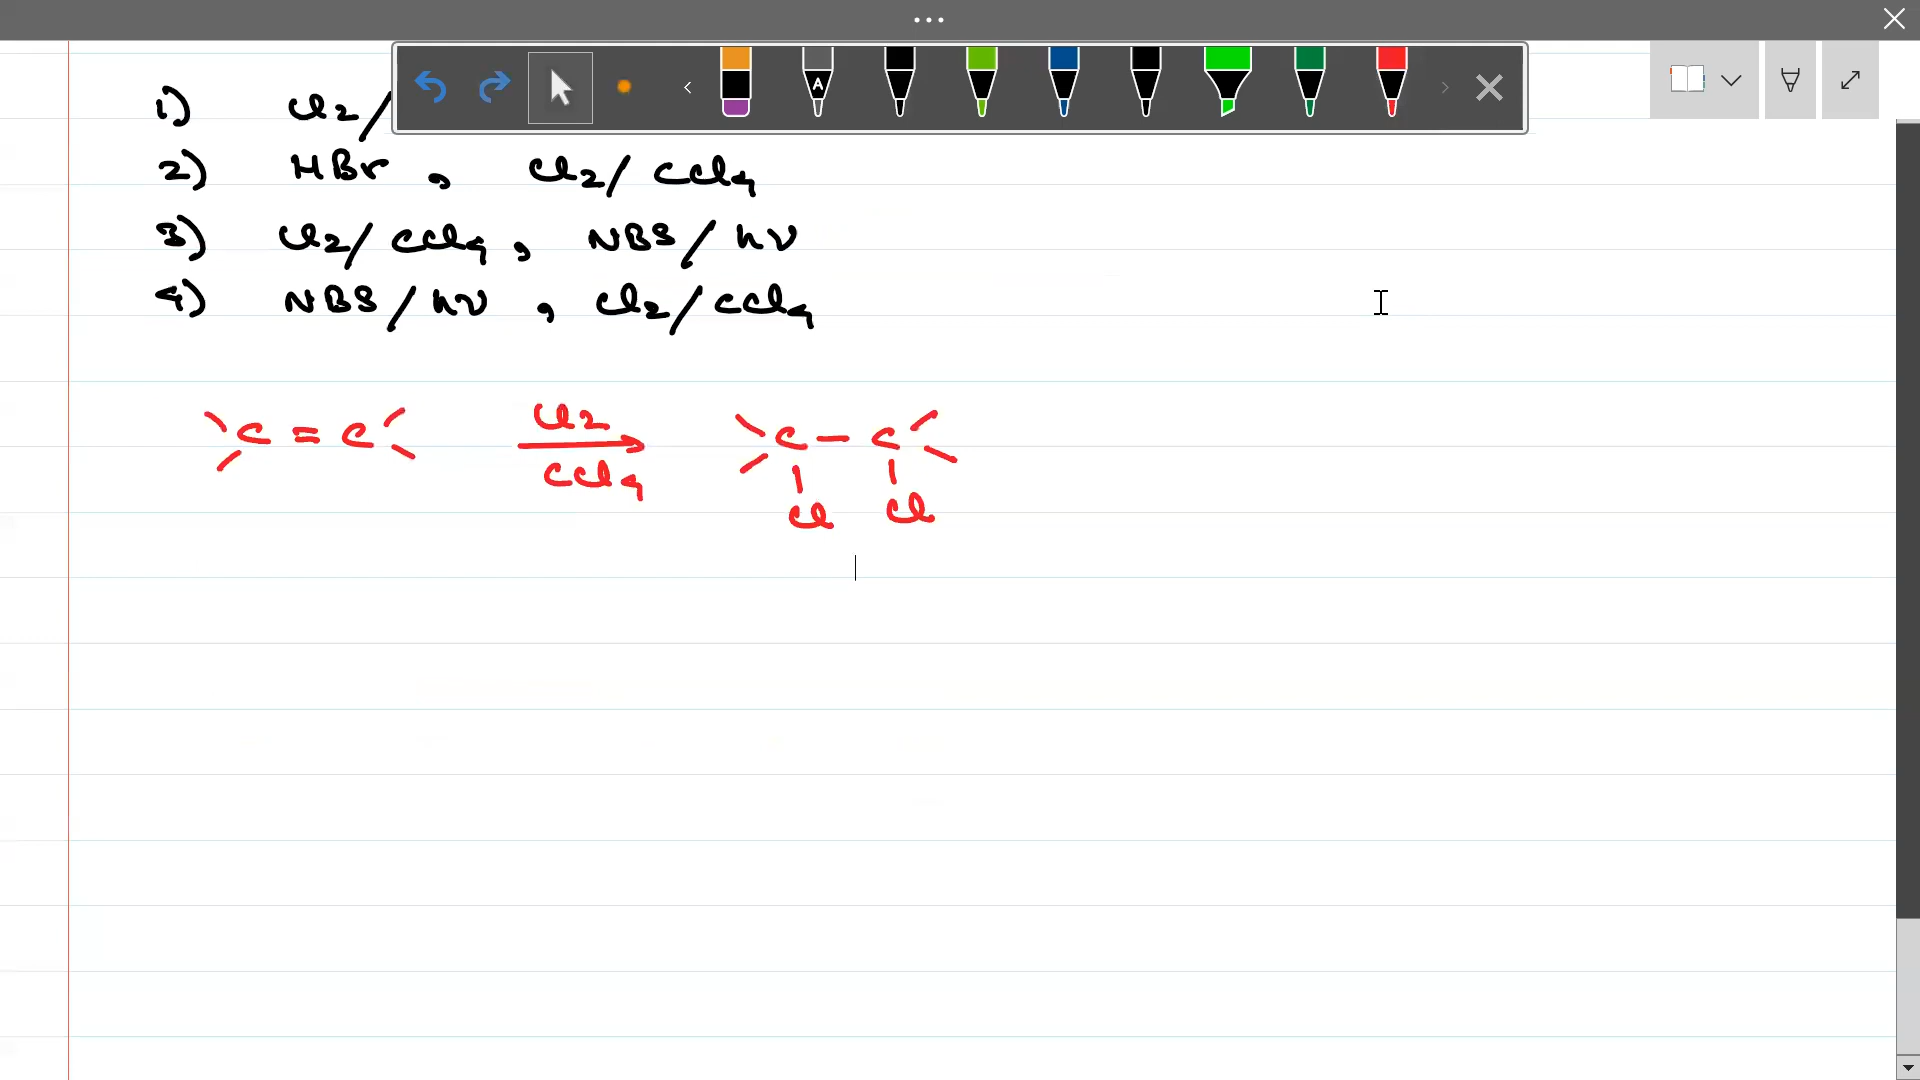 1) Cl2/
2) HBr , Cl2/ CCl4
3) Cl2/ CCl4 , NBS / hν
4) NBS / hν , Cl2 / CCl4
C = C Cl2 C - C
CCl4
Cl Cl